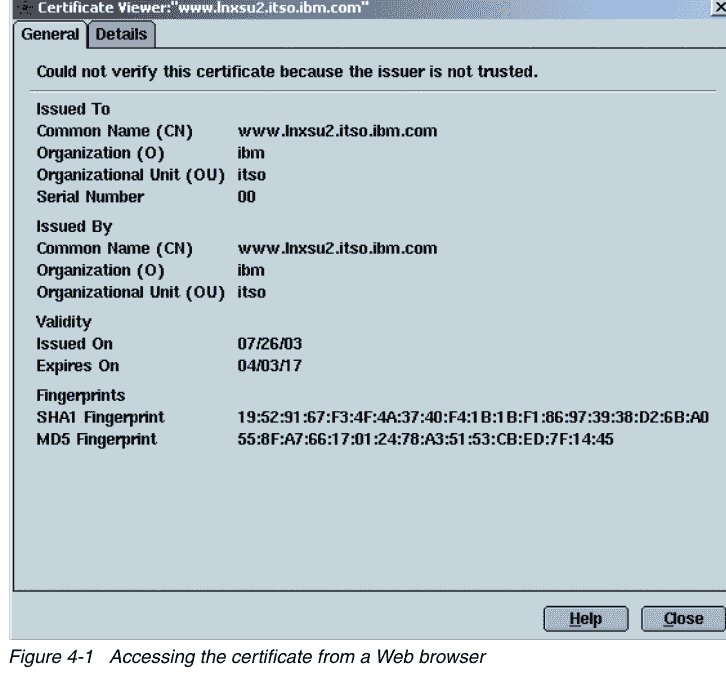 Certificate Viewer:"www.lnxsu2.itso.ibm.com"
General Details
Could not verify this certificate because the issuer is not trusted.
Issued To
Common Name (CN) www.lnxsu2.itso.ibm.com
Organization (O) ibm
Organizational Unit (OU) itso
Serial Number 00
Issued By
Common Name (CN) www.lnxsu2.itso.ibm.com
Organization (O) ibm
Organizational Unit (OU) itso
Validity
Issued On 07/26/03
Expires On 04/03/17
Fingerprints
SHA1 Fingerprint 19:52:91:67:F3:4F:4A:37:40:F4:1B:1B:F1:86:97:39:38:D2:6B:A0
MD5 Fingerprint 55:8F:A7:66:17:01:24:78:A3:51:53:CB:ED:7F:14:45
Help Close
Figure 4-1 Accessing the certificate from a Web browser